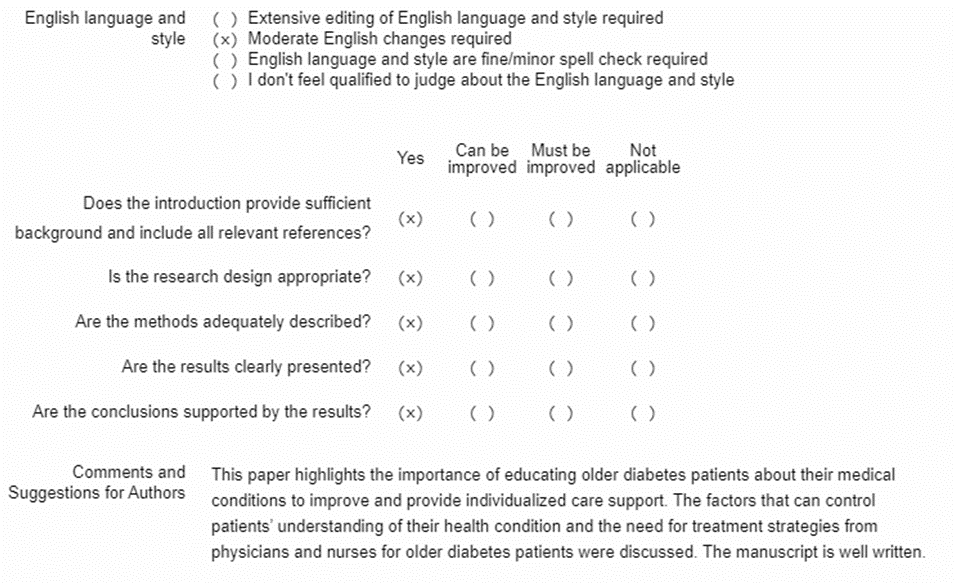 English language and style
( ) Extensive editing of English language and style required
(x) Moderate English changes required
( ) English language and style are fine/minor spell check required
( ) I don't feel qualified to judge about the English language and style
Yes Can be improved Must be improved Not applicable
Does the introduction provide sufficient
background and include all relevant references? (x) ( ) ( ) ( )
Is the research design appropriate? (x) ( ) ( ) ( )
Are the methods adequately described? (x) ( ) ( ) ( )
Are the results clearly presented? (x) ( ) ( ) ( )
Are the conclusions supported by the results? (x) ( ) ( ) ( )
Comments and
Suggestions for Authors
This paper highlights the importance of educating older diabetes patients about their medical
conditions to improve and provide individualized care support. The factors that can control
patients' understanding of their health condition and the need for treatment strategies from
physicians and nurses for older diabetes patients were discussed. The manuscript is well written.